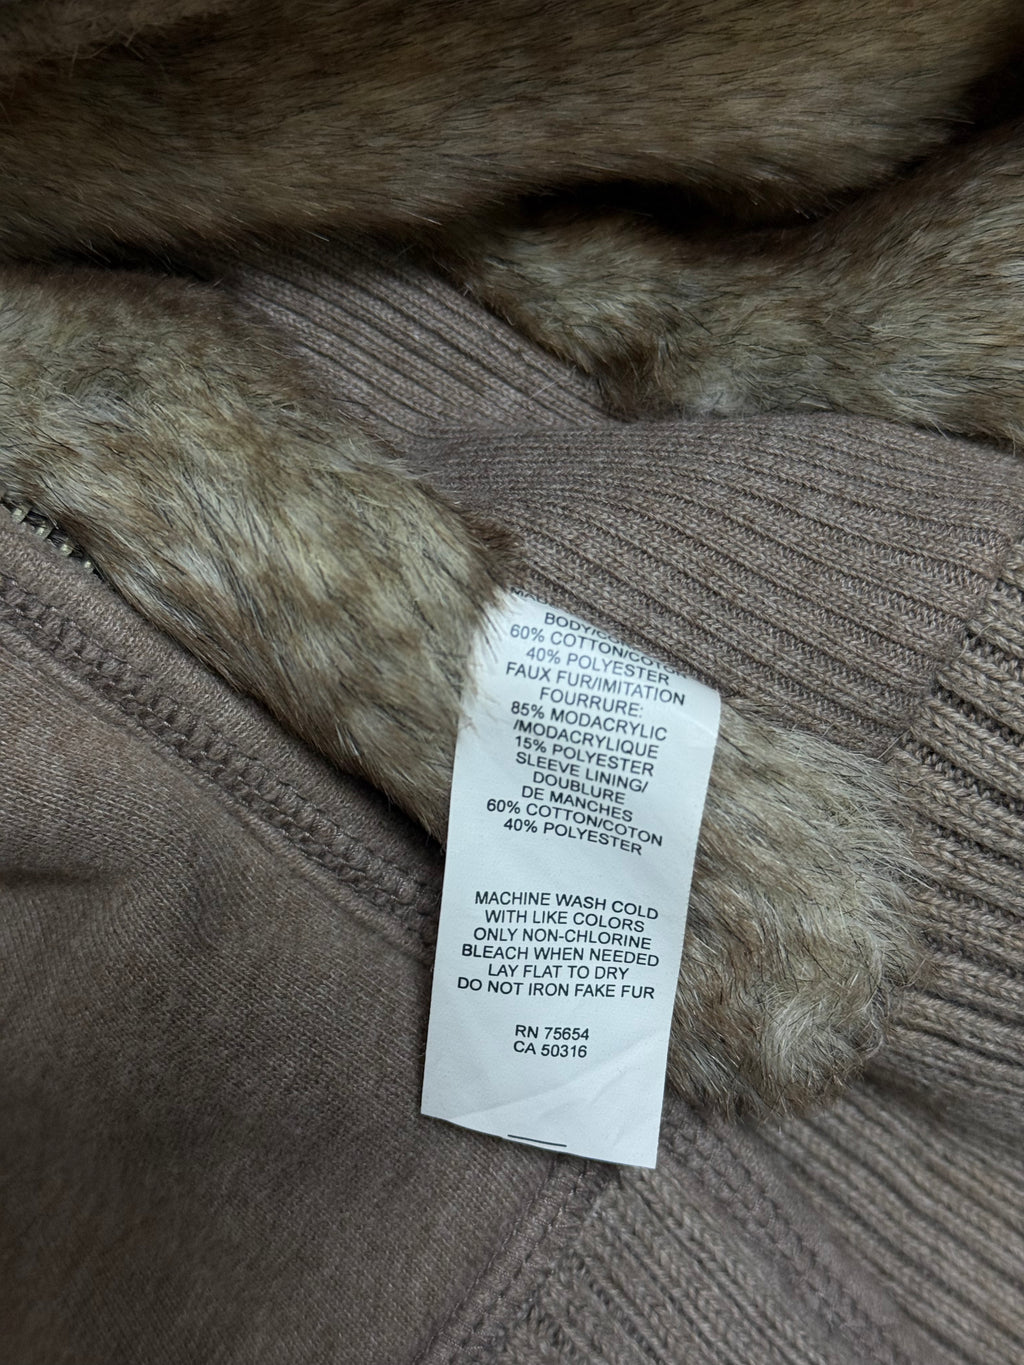 BODY/
60% COTTON/COTON
40% POLYESTER
FAUX FUR/IMITATION
FOURRURE:
85% MODACRYLIC
/MODACRYLIQUE
15% POLYESTER
SLEEVE LINING/
DOUBLURE
DE MANCHES
60% COTTON/COTON
40% POLYESTER
MACHINE WASH COLD
WITH LIKE COLORS
ONLY NON-CHLORINE
BLEACH WHEN NEEDED
LAY FLAT TO DRY
DO NOT IRON FAKE FUR
RN 75654
CA 50316